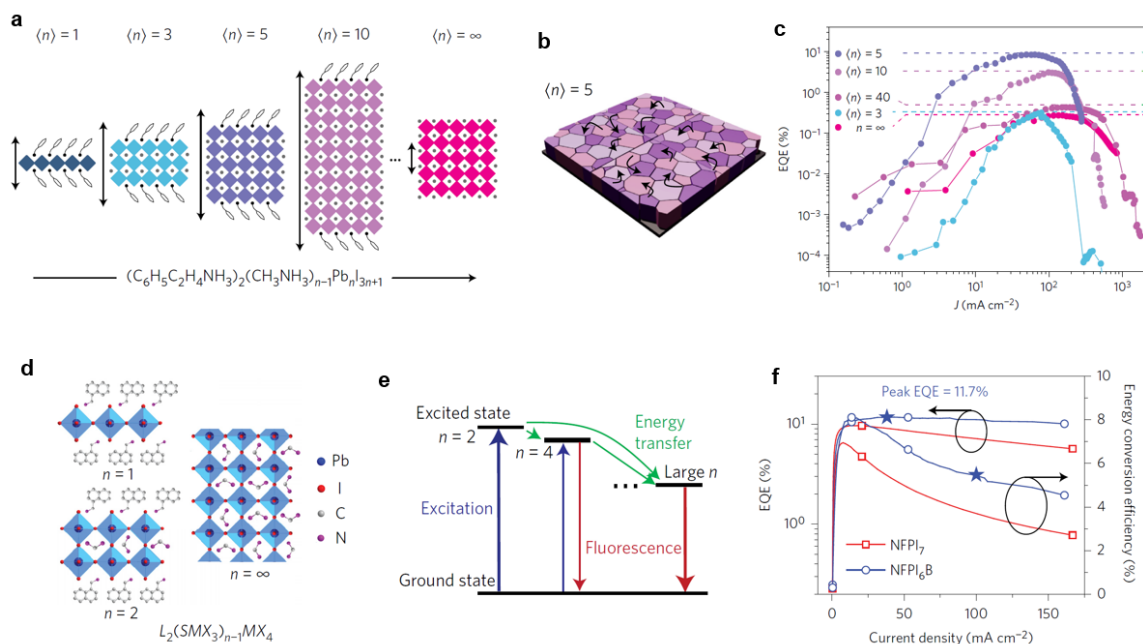 a
⟨n⟩ = 1
⟨n⟩ = 3
⟨n⟩ = 5
⟨n⟩ = 10
⟨n⟩ = ∞
...
(C₆H₅C₂H₄NH₃)₂(CH₃NH₃)ₙ₋₁PbₙI₃ₙ₊₁
b
⟨n⟩ = 5
c
EQE (%)
10¹
10⁰
10⁻¹
10⁻²
10⁻³
10⁻⁴
⟨n⟩ = 5
⟨n⟩ = 10
⟨n⟩ = 40
⟨n⟩ = 3
n = ∞
10⁻¹
10⁰
10¹
10²
10³
J (mA cm⁻²)
d
n = 1
n = 2
n = ∞
Pb
I
C
N
L₂(SMX₃)ₙ₋₁MX₄
e
Excited state
n = 2
n = 4
Energy
transfer
Large n
...
Excitation
Fluorescence
Ground state
f
Peak EQE = 11.7%
EQE (%)
10¹
10⁰
NFPI₇
NFPI₆B
0
50
100
150
Current density (mA cm⁻²)
10
8
6
4
2
0
Energy conversion efficiency
(%)